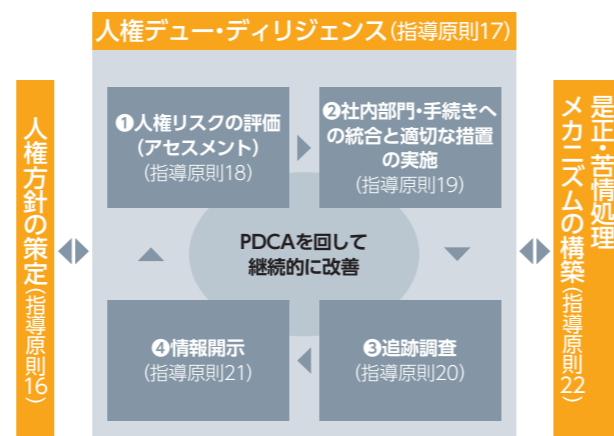 人権デュー・ディリジェンス(指導原則17)
人権方針の策定(指導原則16)
❶人権リスクの評価
(アセスメント)
(指導原則18)
❷社内部門・手続きへ
の統合と適切な措置
の実施
(指導原則19)
PDCAを回して
継続的に改善
❹情報開示
(指導原則21)
❸追跡調査
(指導原則20)
是正・苦情処理
メカニズムの構築(指導原則22)